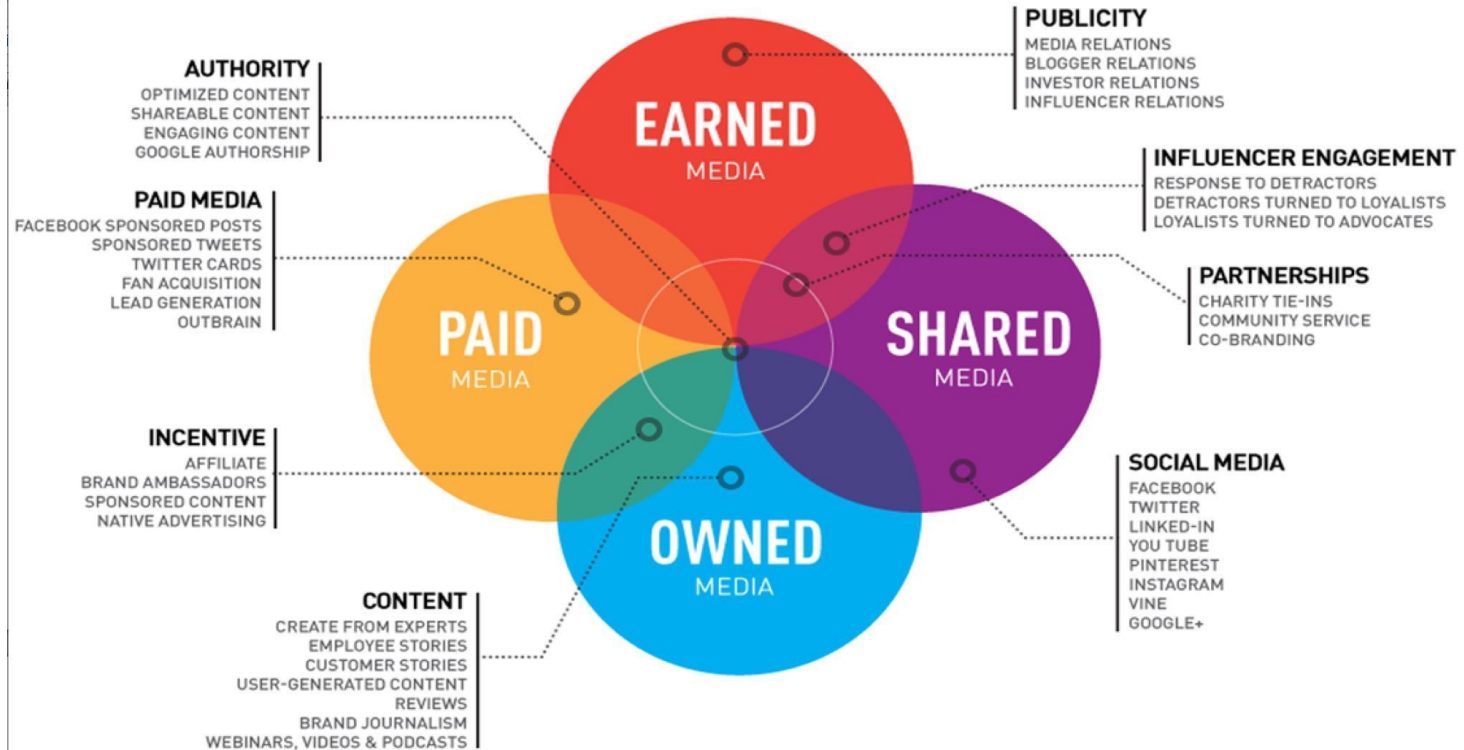 AUTHORITY
OPTIMIZED CONTENT
SHAREABLE CONTENT
ENGAGING CONTENT
GOOGLE AUTHORSHIP
PAID MEDIA
FACEBOOK SPONSORED POSTS
SPONSORED TWEETS
TWITTER CARDS
FAN ACQUISITION
LEAD GENERATION
OUTBRAIN
INCENTIVE
AFFILIATE
BRAND AMBASSADORS
SPONSORED CONTENT
NATIVE ADVERTISING
CONTENT
CREATE FROM EXPERTS
EMPLOYEE STORIES
CUSTOMER STORIES
USER-GENERATED CONTENT
REVIEWS
BRAND JOURNALISM
WEBINARS, VIDEOS & PODCASTS
EARNED
MEDIA
PAID
MEDIA
SHARED
MEDIA
OWNED
MEDIA
PUBLICITY
MEDIA RELATIONS
BLOGGER RELATIONS
INVESTOR RELATIONS
INFLUENCER RELATIONS
INFLUENCER ENGAGEMENT
RESPONSE TO DETRACTORS
DETRACTORS TURNED TO LOYALISTS
LOYALISTS TURNED TO ADVOCATES
PARTNERSHIPS
CHARITY TIE-INS
COMMUNITY SERVICE
CO-BRANDING
SOCIAL MEDIA
FACEBOOK
TWITTER
LINKED-IN
YOU TUBE
PINTEREST
INSTAGRAM
VINE
GOOGLE+